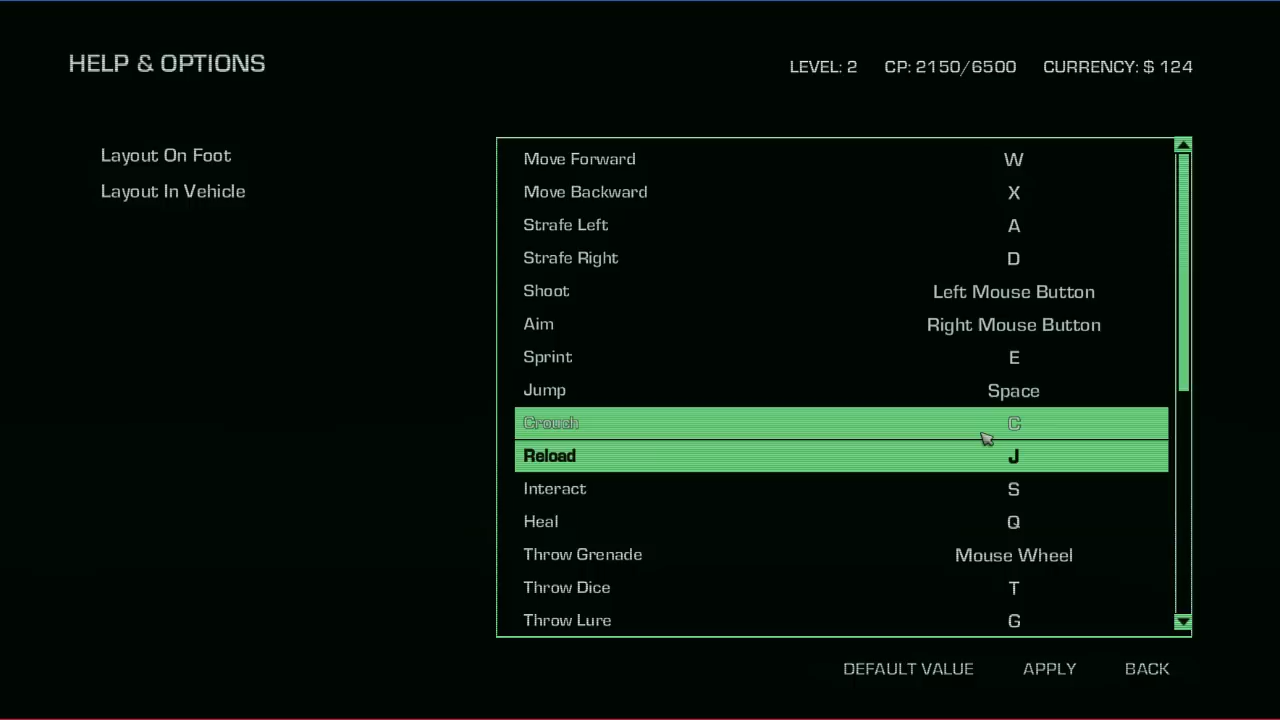 HELP & OPTIONS
LEVEL: 2 CP: 2150/6500 CURRENCY: $ 124
Layout On Foot
Layout In Vehicle
Move Forward W
Move Backward X
Strafe Left A
Strafe Right D
Shoot Left Mouse Button
Aim Right Mouse Button
Sprint E
Jump Space
Crouch C
Reload J
Interact S
Heal Q
Throw Grenade Mouse Wheel
Throw Dice T
Throw Lure G
DEFAULT VALUE APPLY BACK